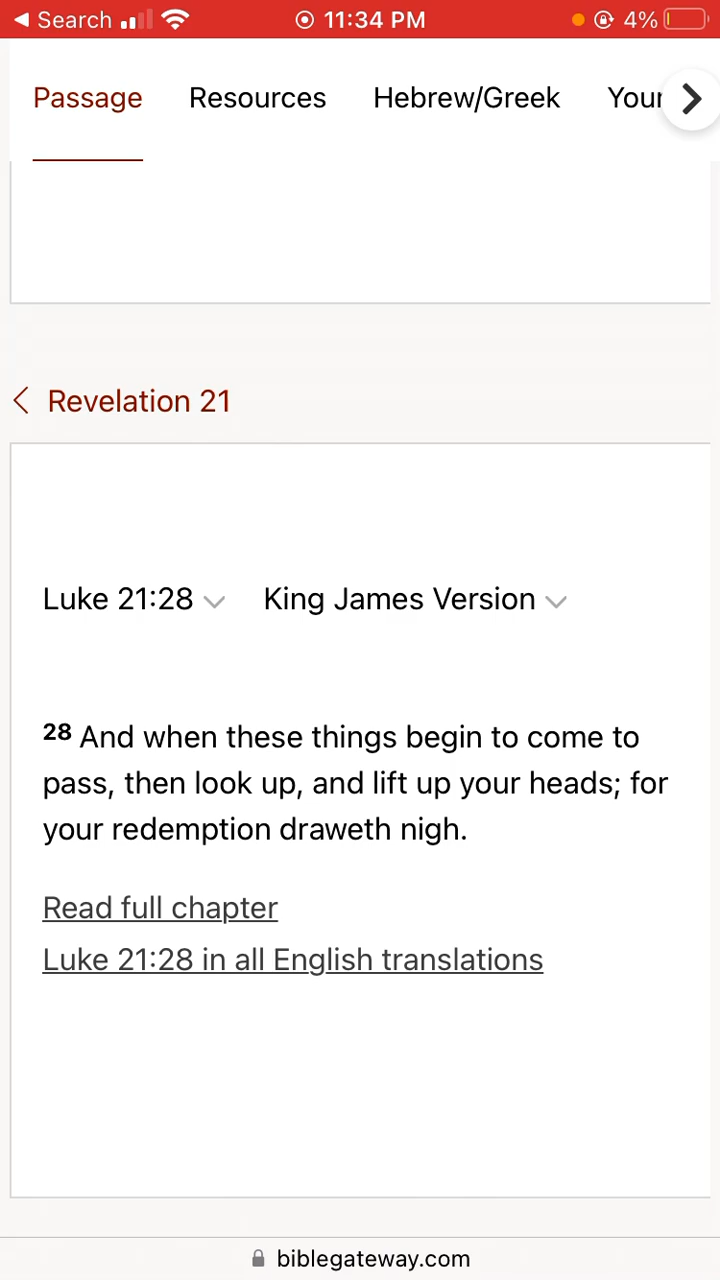 Search 11:34 PM 4%
Passage Resources Hebrew/Greek Your
Revelation 21
Luke 21:28 King James Version
28 And when these things begin to come to
pass, then look up, and lift up your heads; for
your redemption draweth nigh.
Read full chapter
Luke 21:28 in all English translations
biblegateway.com